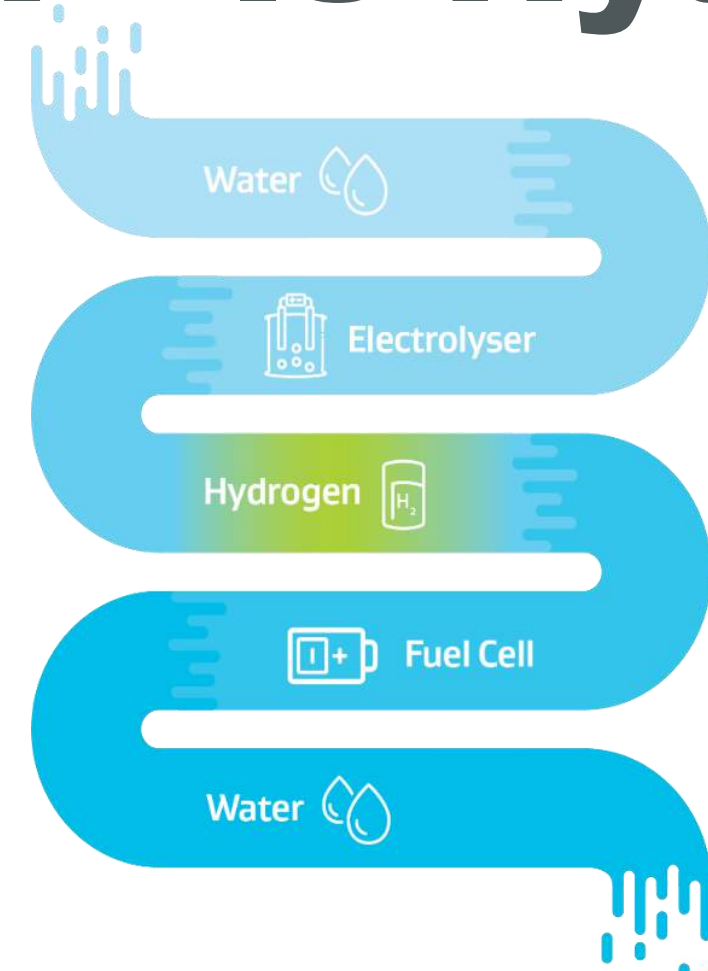 Water
Electrolyser
Hydrogen
H₂
Fuel Cell
Water